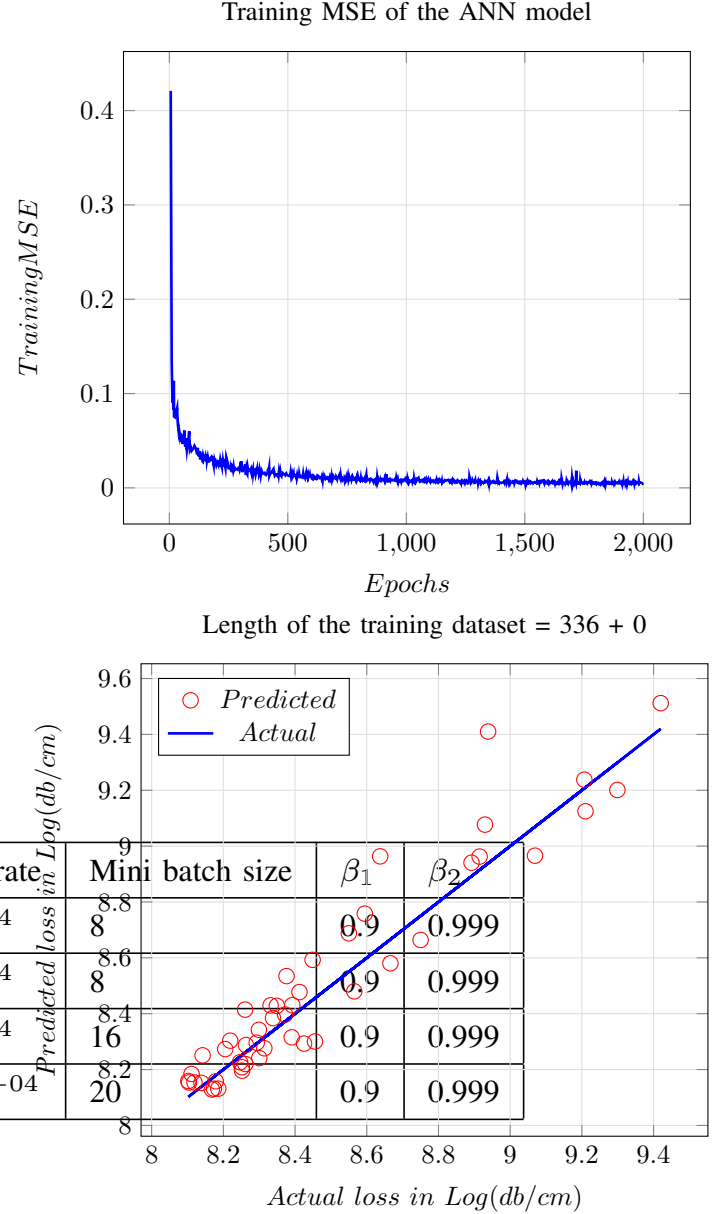 Training MSE of the ANN model
0.4
0.3
0.2
0.1
0
TrainingMSE
0 500 1,000 1,500 2,000
Epochs
Length of the training dataset = 336 + 0
9.6
9.4
9.2
9
8.8
8.6
8.4
8.2
8
Predicted loss in Log(db/cm)
Predicted
Actual
rate Mini batch size β1 β2
4 8 0.9 0.999
4 8 0.9 0.999
4 16 0.9 0.999
-04 20 0.9 0.999
8 8.2 8.4 8.6 8.8 9 9.2 9.4
Actual loss in Log(db/cm)